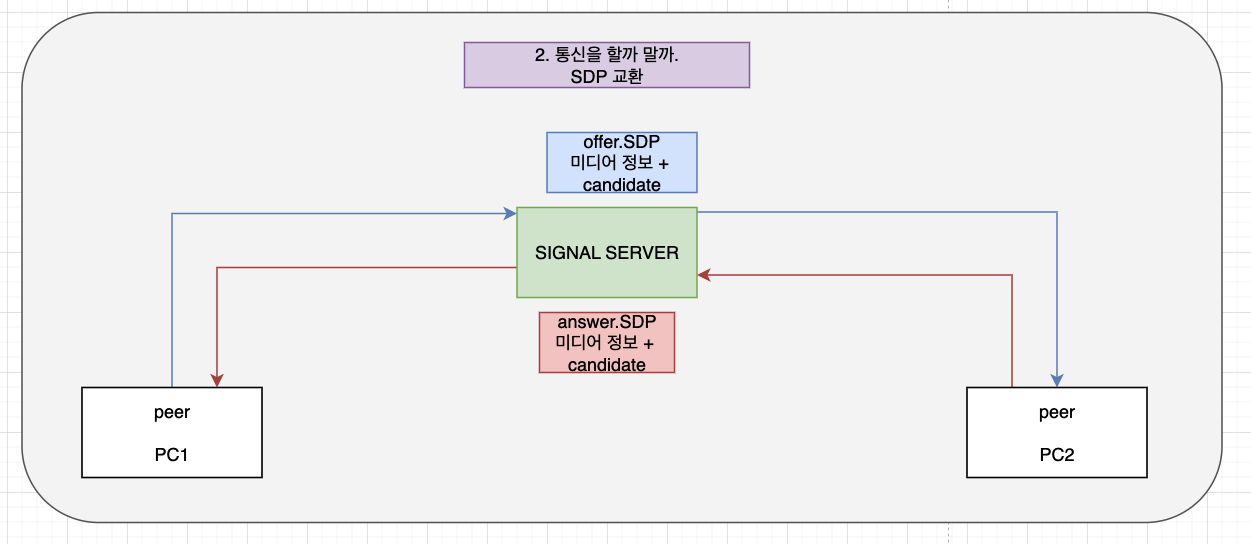 2. 통신을 할까 말까.
SDP 교환
offer.SDP
미디어 정보 +
candidate
SIGNAL SERVER
answer.SDP
미디어 정보 +
candidate
peer
PC1
peer
PC2